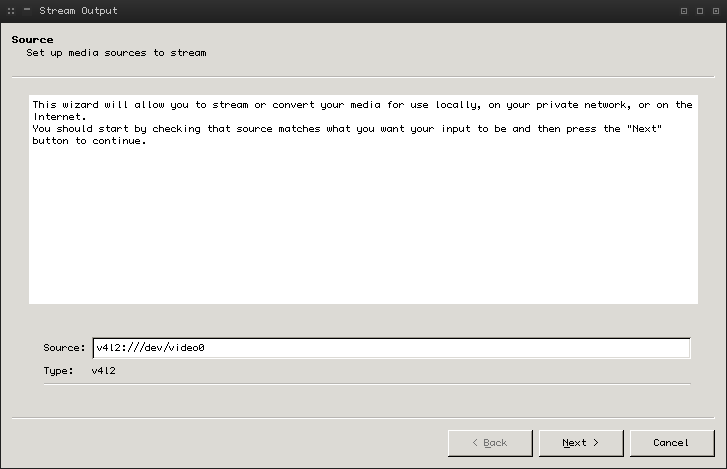 Stream Output
Source
Set up media sources to stream
This wizard will allow you to stream or convert your media for use locally, on your private network, or on the
Internet.
You should start by checking that source matches what you want your input to be and then press the "Next"
button to continue.
Source: v4l2:///dev/video0
Type: v4l2
< Back Next > Cancel